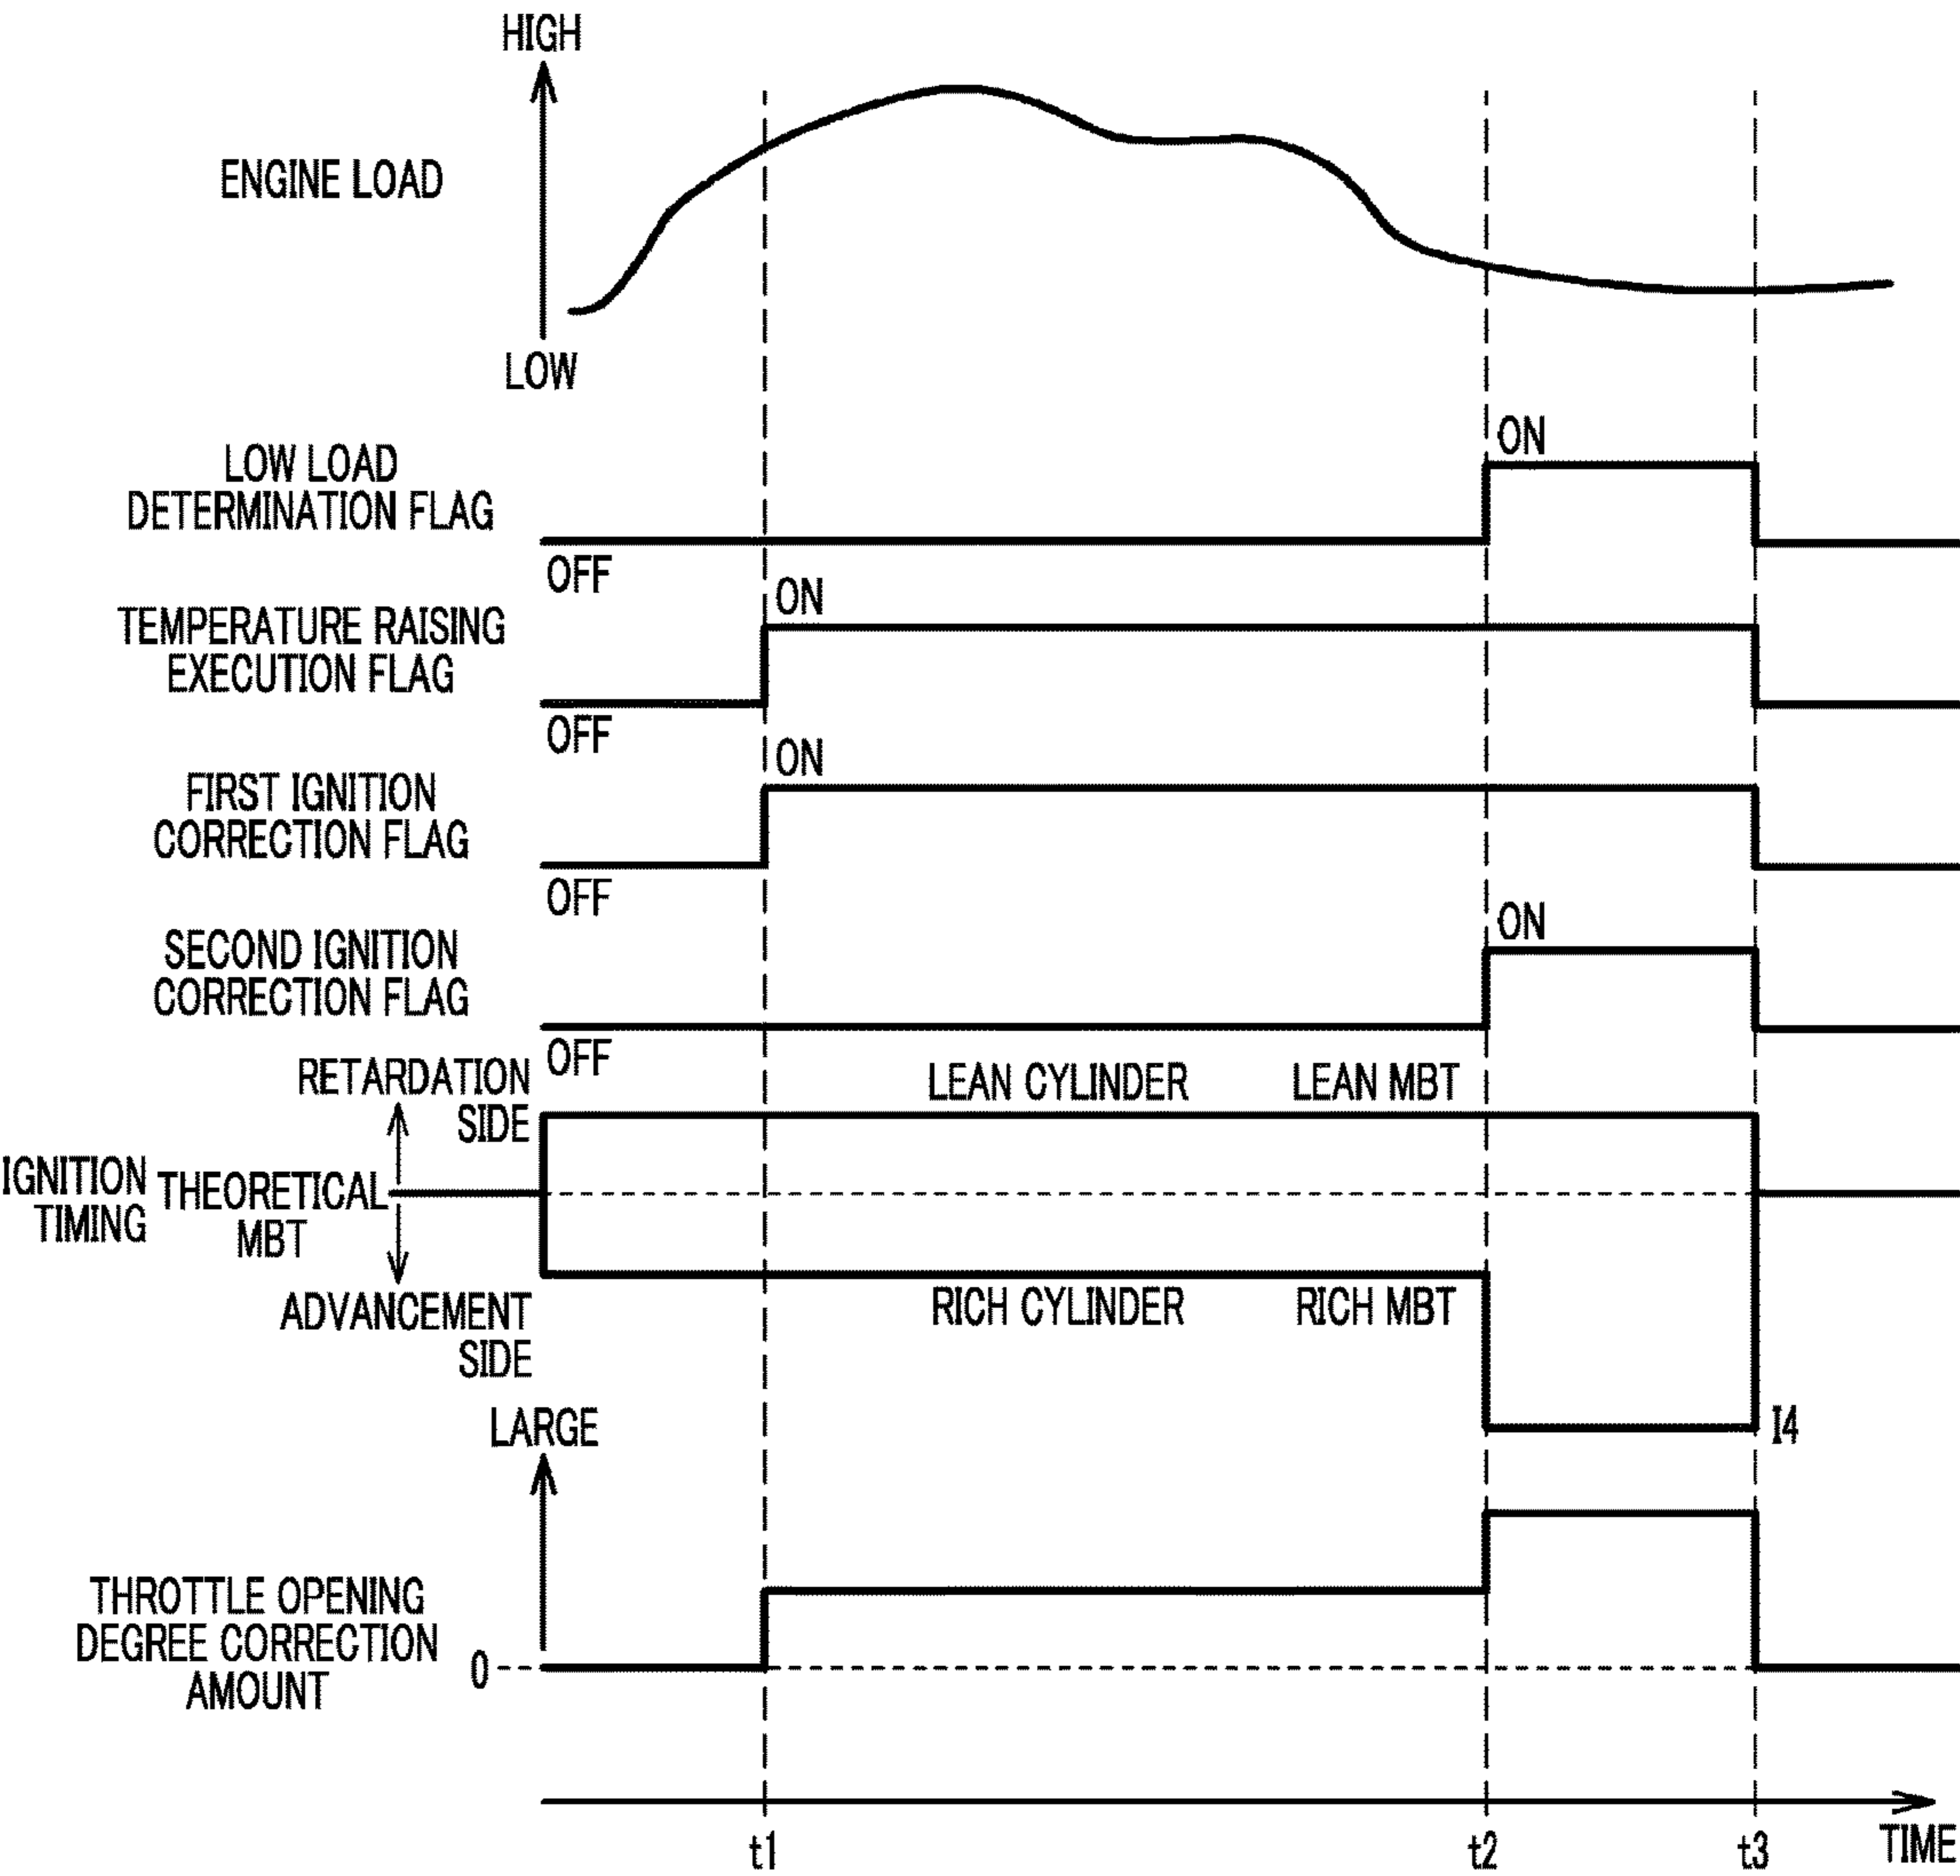 HIGH
ENGINE LOAD
LOW
ON
LOW LOAD
DETERMINATION FLAG
OFF
ON
TEMPERATURE RAISING
EXECUTION FLAG
OFF
ON
FIRST IGNITION
CORRECTION FLAG
OFF
ON
SECOND IGNITION
CORRECTION FLAG
OFF
RETARDATION
SIDE
LEAN CYLINDER
LEAN MBT
IGNITION
TIMING
THEORETICAL
MBT
RICH CYLINDER
RICH MBT
ADVANCEMENT
SIDE
I4
LARGE
THROTTLE OPENING
DEGREE CORRECTION
AMOUNT
0
t1
t2
t3
TIME